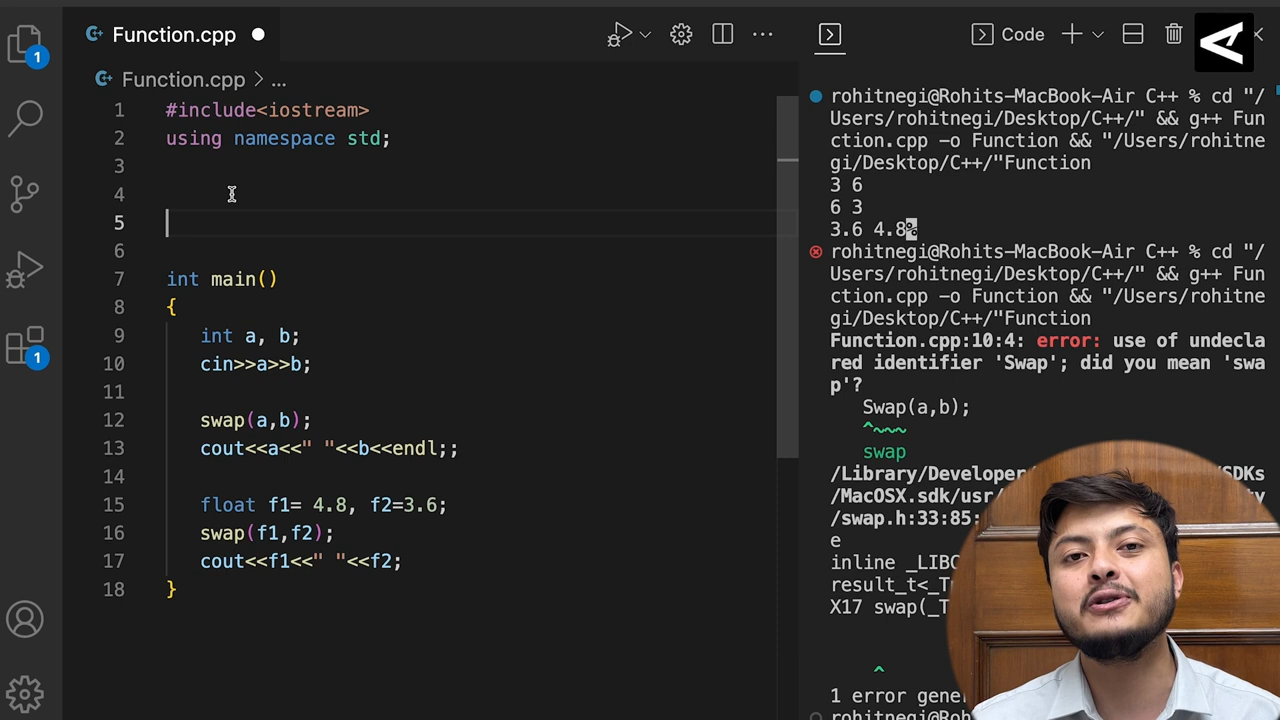 Function.cpp
Code
1
Function.cpp > ...
1 #include<iostream>
2 using namespace std;
3
4
5
6
7 int main()
8 {
9 int a, b;
10 cin>>a>>b;
11
12 swap(a,b);
13 cout<<a<<" "<<b<<endl;;
14
15 float f1= 4.8, f2=3.6;
16 swap(f1,f2);
17 cout<<f1<<" "<<f2;
18 }
1
rohitnegi@Rohits-MacBook-Air C++ % cd "/
Users/rohitnegi/Desktop/C++/" && g++ Fun
ction.cpp -o Function && "/Users/rohitne
gi/Desktop/C++/"Function
3 6
6 3
3.6 4.8%
rohitnegi@Rohits-MacBook-Air C++ % cd "/
Users/rohitnegi/Desktop/C++/" && g++ Fun
ction.cpp -o Function && "/Users/rohitne
gi/Desktop/C++/"Function
Function.cpp:10:4: error: use of undecla
red identifier 'Swap'; did you mean 'swa
p'?
Swap(a,b);
^~~~
swap
/Library/Developer/ /SDKs
/MacOSX.sdk/usr/
/swap.h:33:85:
e
inline _LIBC
result_t<_T
X17 swap(_T
^
1 error gene
rohitnegi@Ro